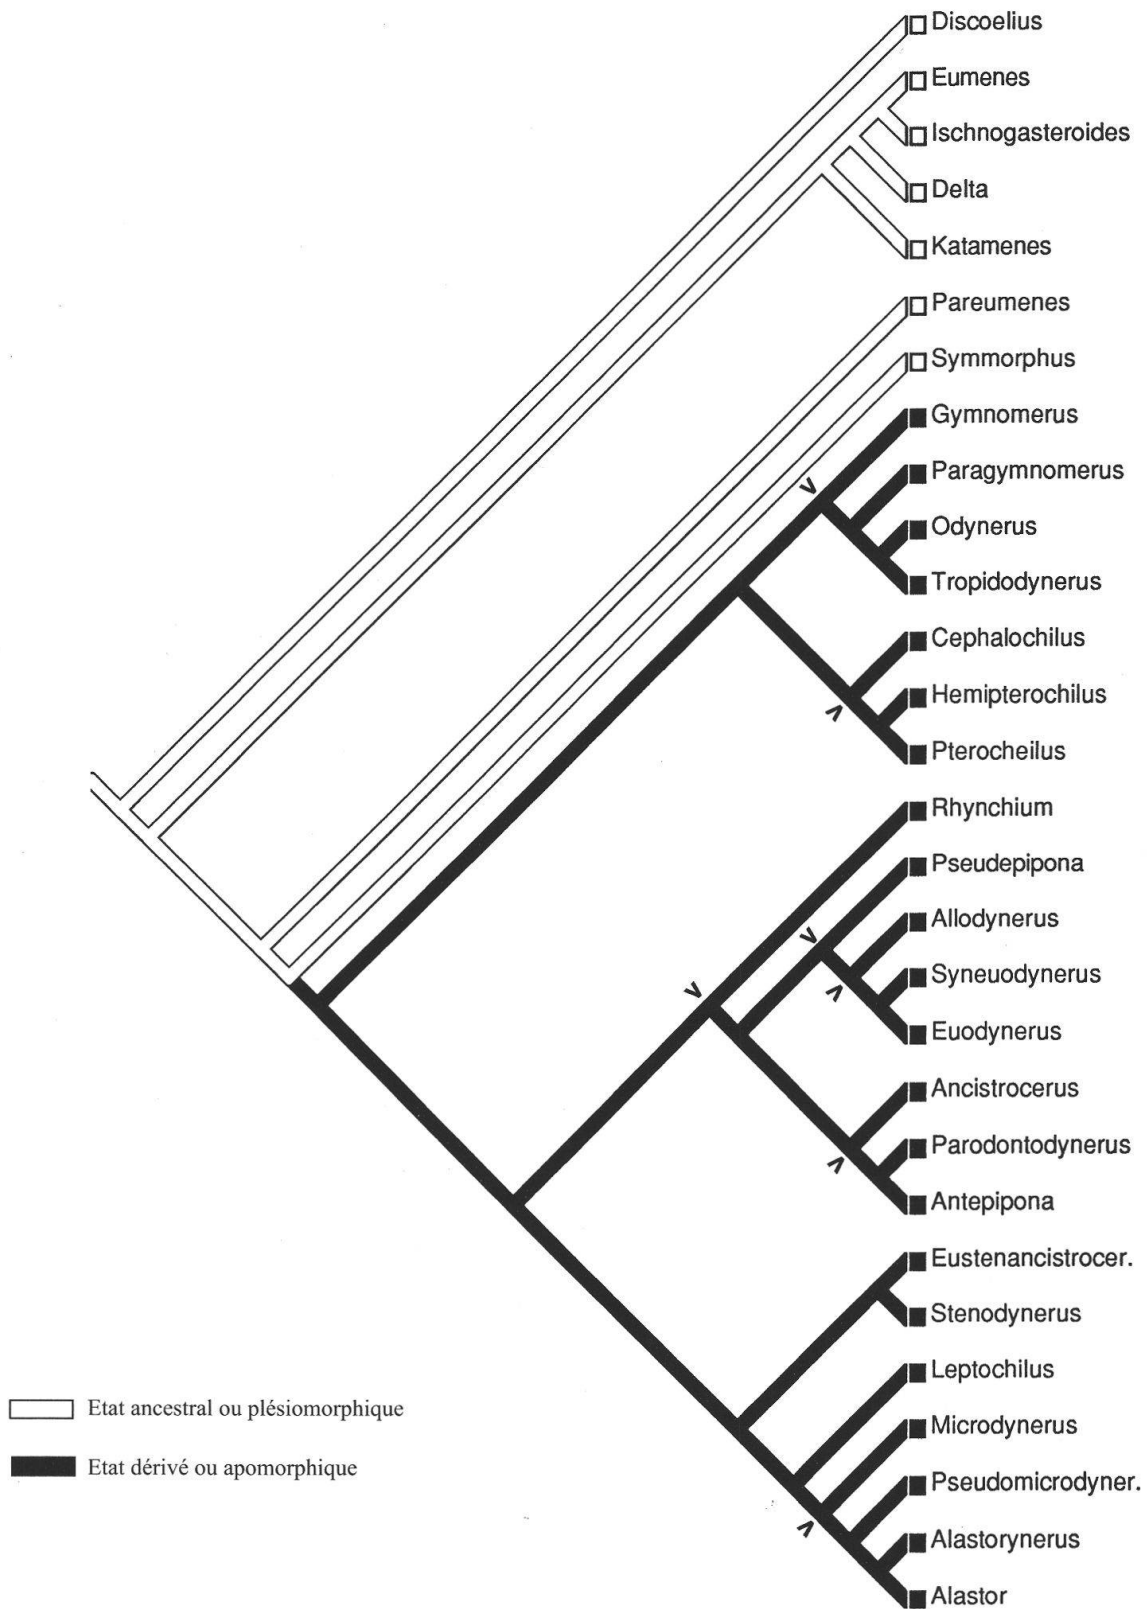 Discoelius
Eumenes
Ischnogasteroides
Delta
Katamenes
Pareumenes
Symmorphus
Gymnomerus
Paragymnomerus
Odynerus
Tropidodynerus
Cephalochilus
Hemipterochilus
Pterocheilus
Rhynchium
Pseudepipona
Allodynerus
Syneuodynerus
Euodynerus
Ancistrocerus
Parodontodynerus
Antepipona
Eustenancistrocer.
Stenodynerus
Leptochilus
Microdynerus
Pseudomicrodyner.
Alastorynerus
Alastor
Etat ancestral ou plésiomorphique
Etat dérivé ou apomorphique